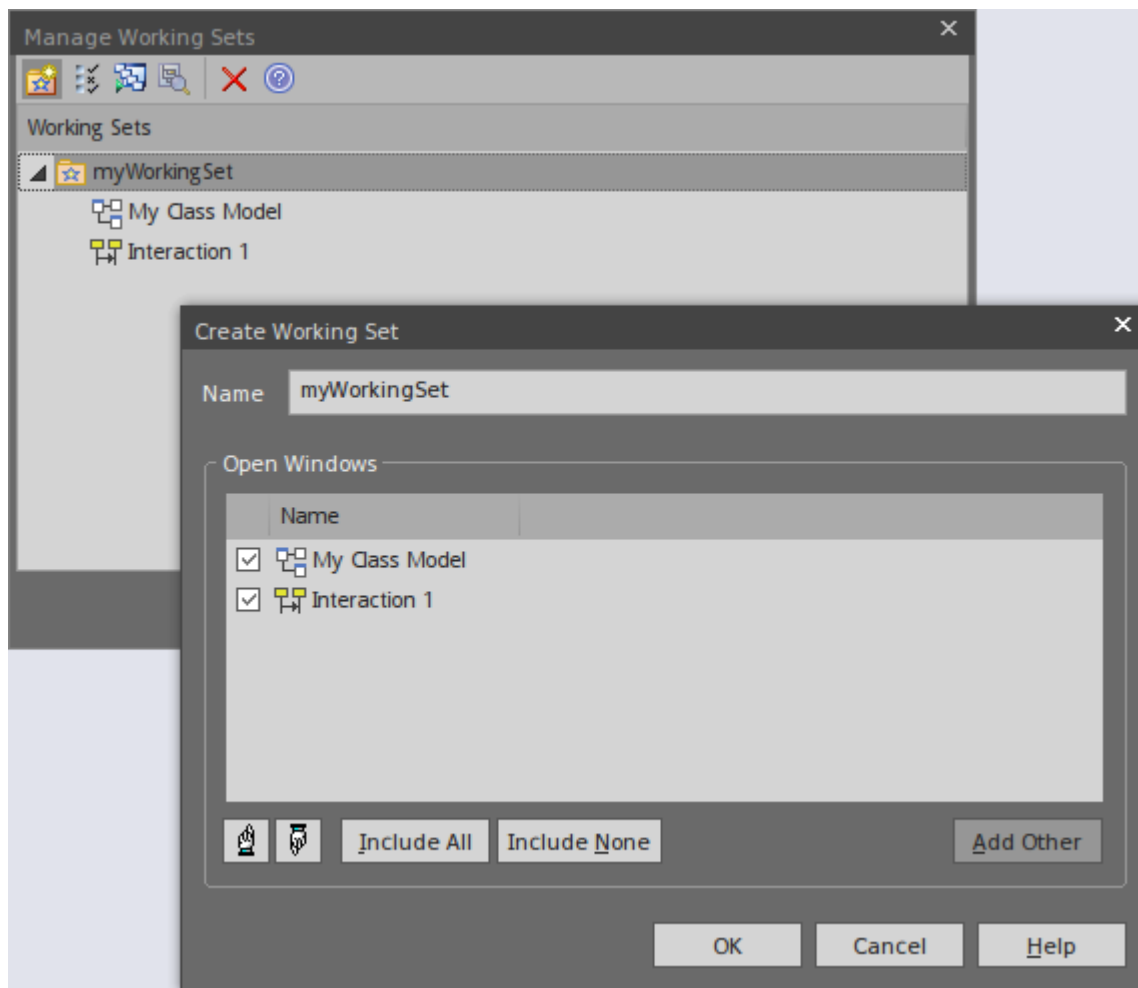 Manage Working Sets
Working Sets
myWorkingSet
My Class Model
Interaction 1
Create Working Set
Name myWorkingSet
Open Windows
Name
My Class Model
Interaction 1
Include All Include None Add Other
OK Cancel Help